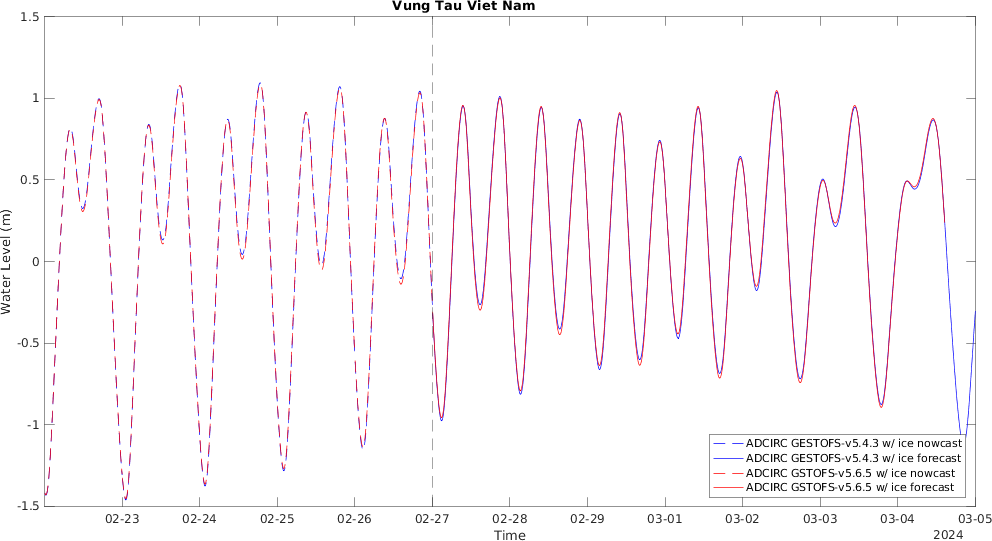 Vung Tau Viet Nam
1.5
1
0.5
0
-0.5
-1
-1.5
Water Level (m)
ADCIRC GESTOFS-v5.4.3 w/ ice nowcast
ADCIRC GESTOFS-v5.4.3 w/ ice forecast
ADCIRC GSTOFS-v5.6.5 w/ ice nowcast
ADCIRC GSTOFS-v5.6.5 w/ ice forecast
02-23 02-24 02-25 02-26 02-27 02-28 02-29 03-01 03-02 03-03 03-04 03-05
Time
2024